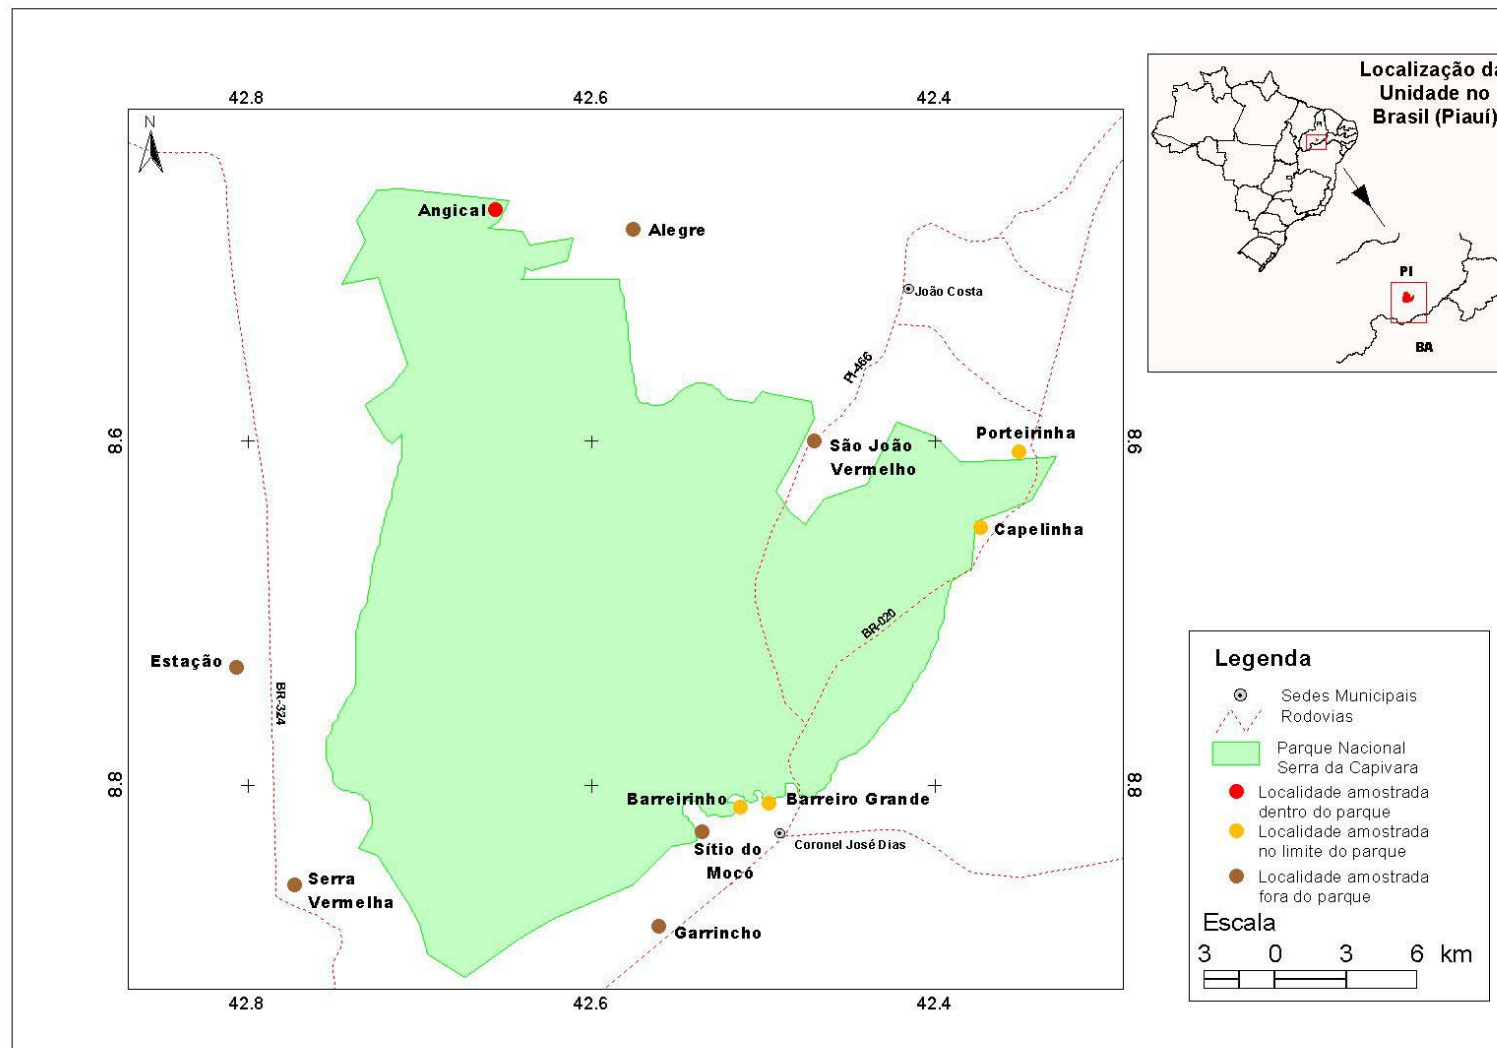 42.8
42.6
42.4
N
Angical
Alegre
João Costa
PI-466
8.6
8.6
São João
Vermelho
Porteirinha
Capelinha
BR-020
Estação
BR-324
8.8
8.8
Barreirinho
Barreiro Grande
Sítio do
Mocó
Coronel José Dias
Serra
Vermelha
Garrincho
42.8
42.6
42.4
Localização da
Unidade no
Brasil (Piauí)
PI
BA
Legenda
Sedes Municipais
Rodovias
Parque Nacional
Serra da Capivara
Localidade amostrada
dentro do parque
Localidade amostrada
no limite do parque
Localidade amostrada
fora do parque
Escala
3 0 3 6 km